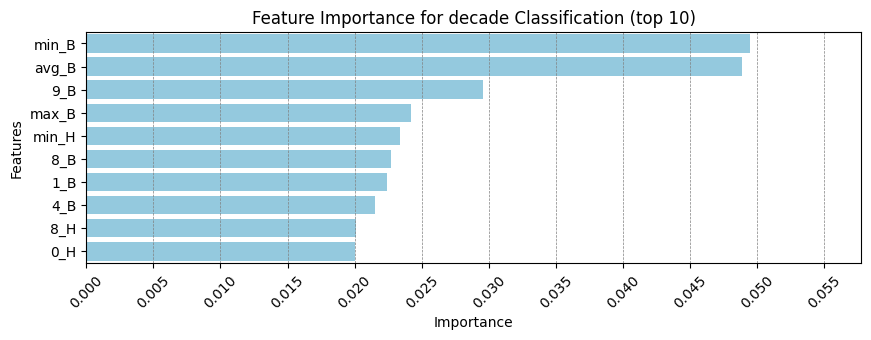 Feature Importance for decade Classification (top 10)
Features
min_B
avg_B
9_B
max_B
min_H
8_B
1_B
4_B
8_H
0_H
0.000
0.005
0.010
0.015
0.020
0.025
0.030
0.035
0.040
0.045
0.050
0.055
Importance